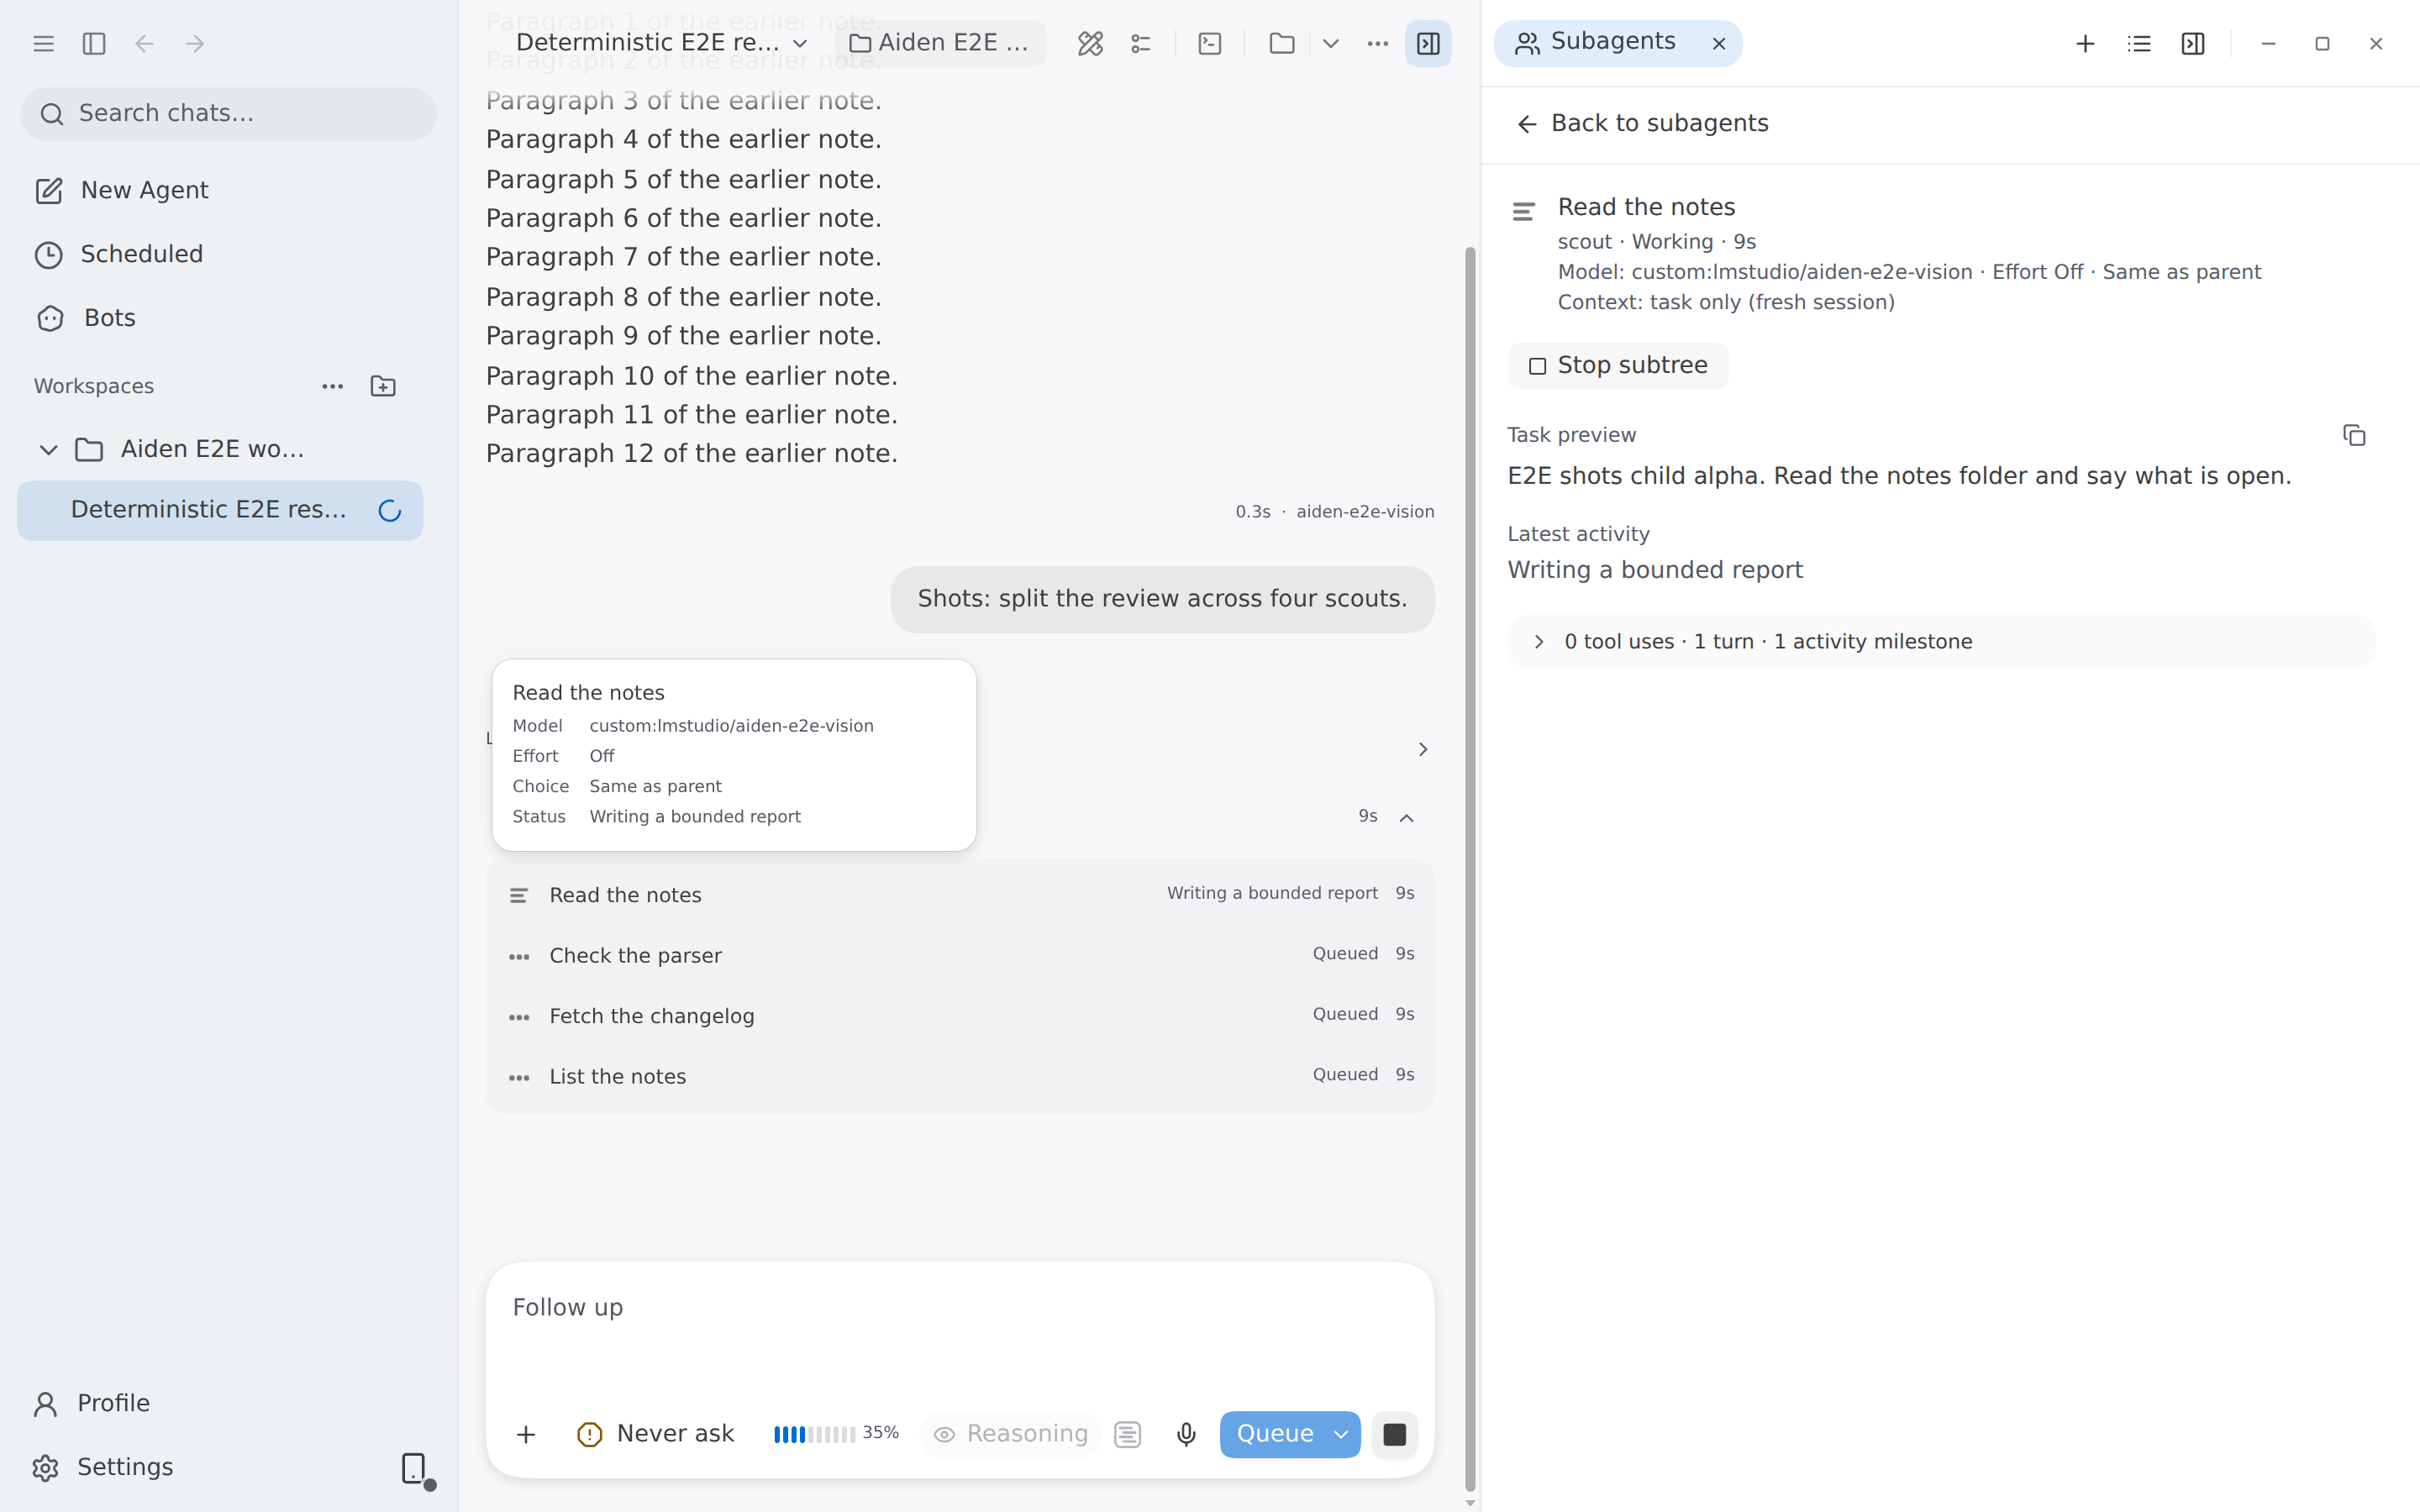 Search chats...
New Agent
Scheduled
Bots
Workspaces
Aiden E2E wo...
Deterministic E2E res...
Profile
Settings
Paragraph 1 of the earlier note.
Deterministic E2E re...
Aiden E2E ...
Paragraph 2 of the earlier note.
Paragraph 3 of the earlier note.
Paragraph 4 of the earlier note.
Paragraph 5 of the earlier note.
Paragraph 6 of the earlier note.
Paragraph 7 of the earlier note.
Paragraph 8 of the earlier note.
Paragraph 9 of the earlier note.
Paragraph 10 of the earlier note.
Paragraph 11 of the earlier note.
Paragraph 12 of the earlier note.
0.3s · aiden-e2e-vision
Shots: split the review across four scouts.
Read the notes
Model custom:lmstudio/aiden-e2e-vision
Effort Off
Choice Same as parent
Status Writing a bounded report
9s
Read the notes Writing a bounded report 9s
Check the parser Queued 9s
Fetch the changelog Queued 9s
List the notes Queued 9s
Follow up
Never ask 35% Reasoning Queue
Subagents
Back to subagents
Read the notes
scout · Working · 9s
Model: custom:lmstudio/aiden-e2e-vision · Effort Off · Same as parent
Context: task only (fresh session)
Stop subtree
Task preview
E2E shots child alpha. Read the notes folder and say what is open.
Latest activity
Writing a bounded report
0 tool uses · 1 turn · 1 activity milestone